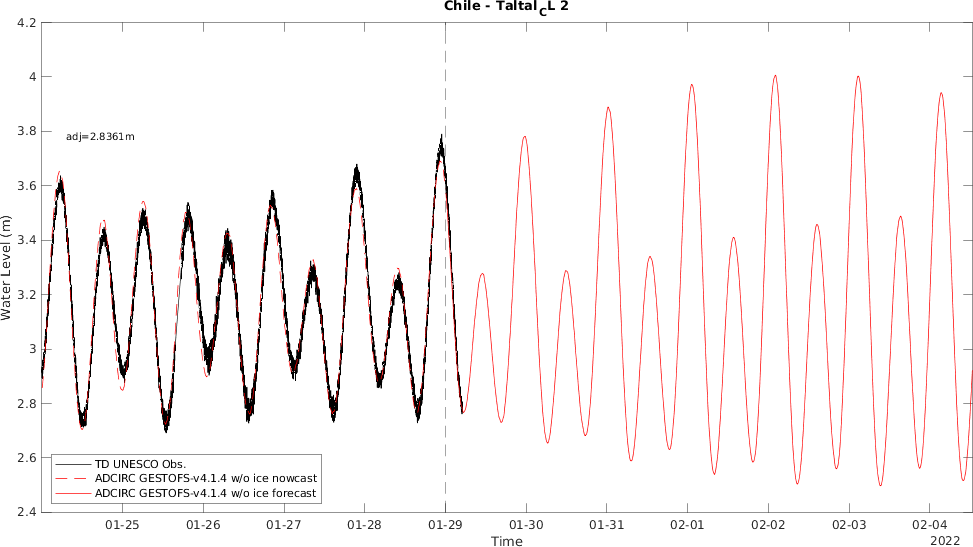 Chile - Taltal_CL 2
4.2
4
3.8
3.6
3.4
3.2
3
2.8
2.6
2.4
Water Level (m)
adj=2.8361m
TD UNESCO Obs.
ADCIRC GESTOFS-v4.1.4 w/o ice nowcast
ADCIRC GESTOFS-v4.1.4 w/o ice forecast
01-25 01-26 01-27 01-28 01-29 01-30 01-31 02-01 02-02 02-03 02-04
Time
2022